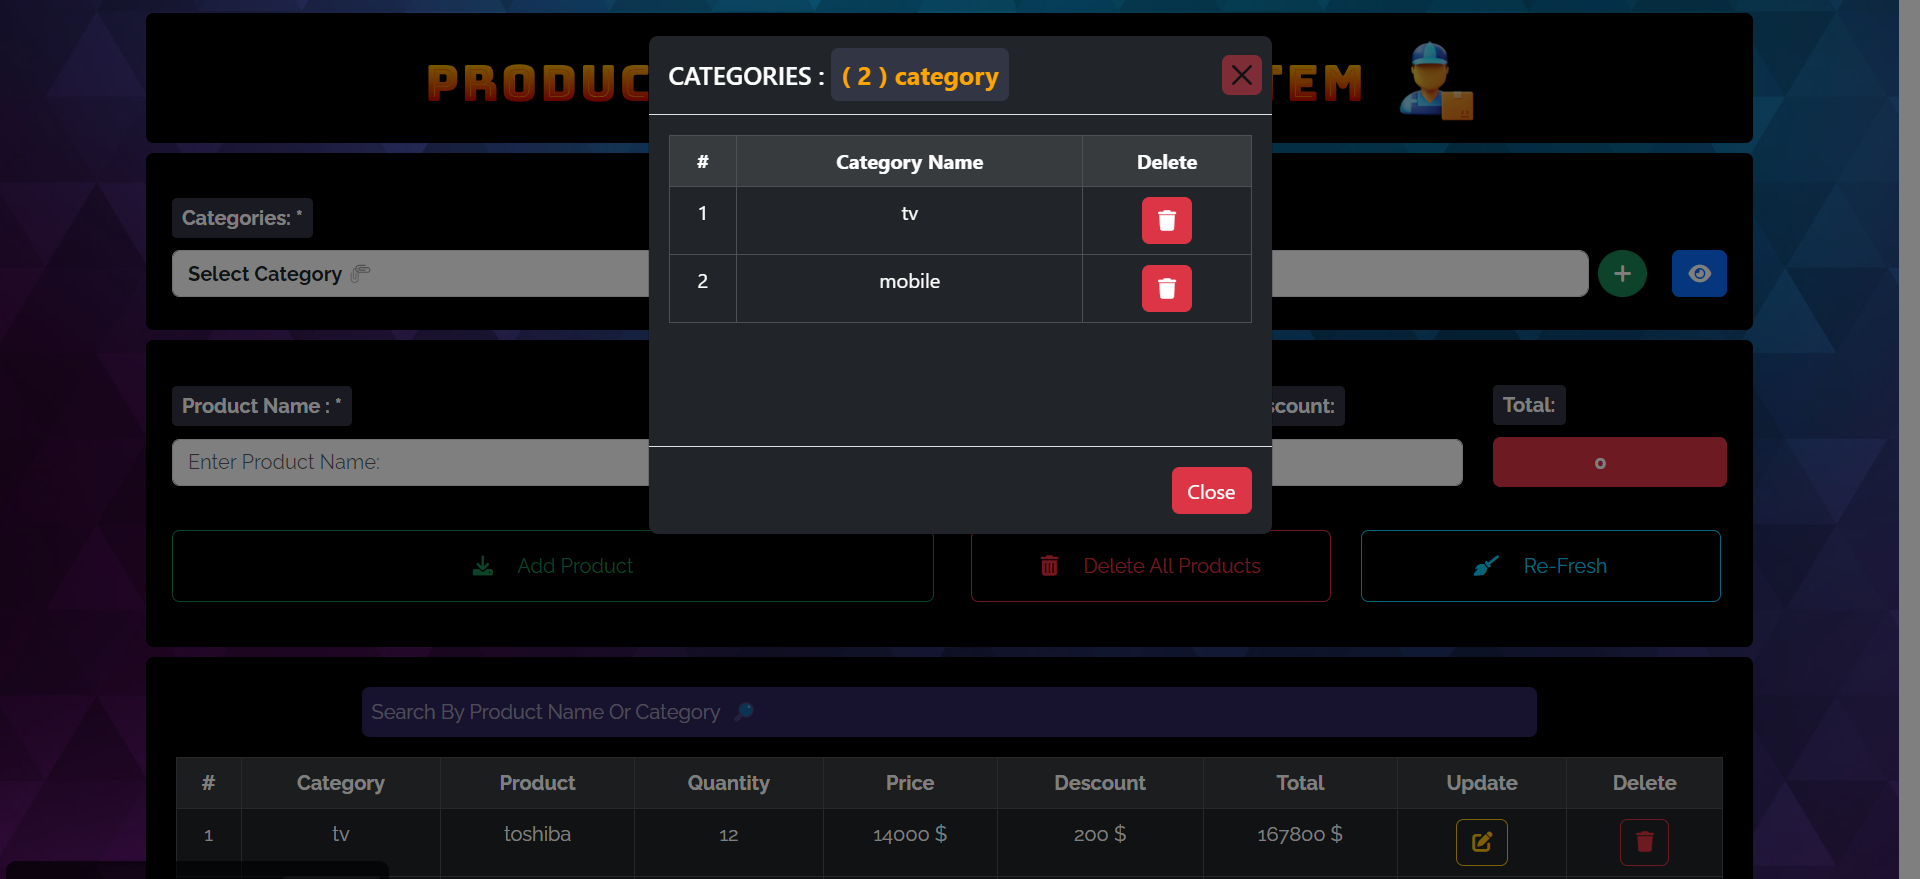 PRODUC TEM
CATEGORIES : ( 2 ) category
# Category Name Delete
1 tv
2 mobile
Close
Categories: *
Select Category
Product Name : * scount: Total:
Enter Product Name: 0
Add Product Delete All Products Re-Fresh
Search By Product Name Or Category
# Category Product Quantity Price Descount Total Update Delete
1 tv toshiba 12 14000 $ 200 $ 167800 $